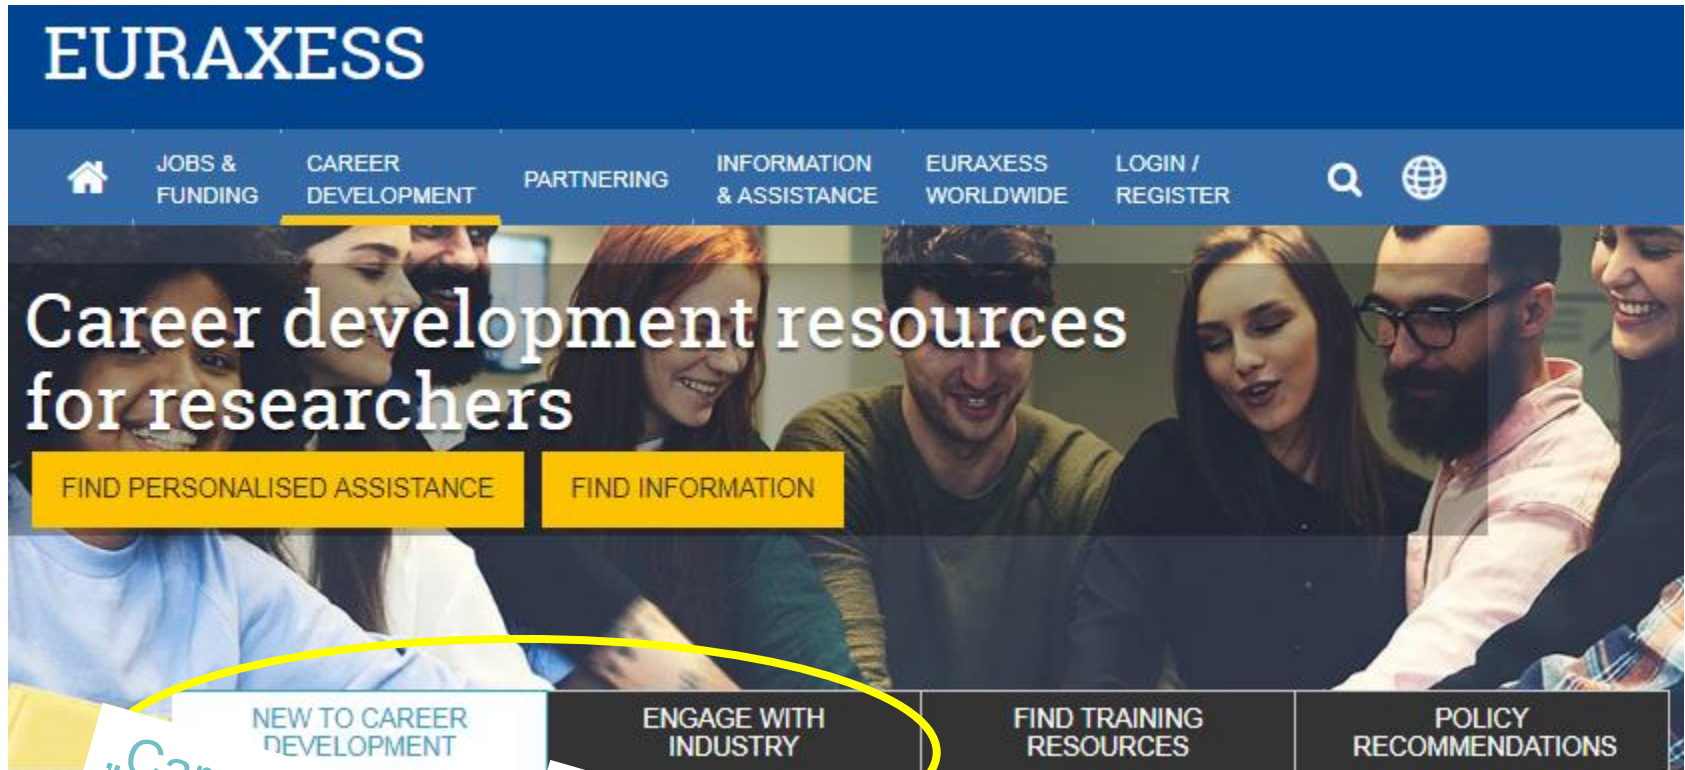 EURAXESS
JOBS &
FUNDING
CAREER
DEVELOPMENT
PARTNERING
INFORMATION
& ASSISTANCE
EURAXESS
WORLDWIDE
LOGIN /
REGISTER
Career development resources
for researchers
FIND PERSONALISED ASSISTANCE
FIND INFORMATION
NEW TO CAREER
DEVELOPMENT
ENGAGE WITH
INDUSTRY
FIND TRAINING
RESOURCES
POLICY
RECOMMENDATIONS